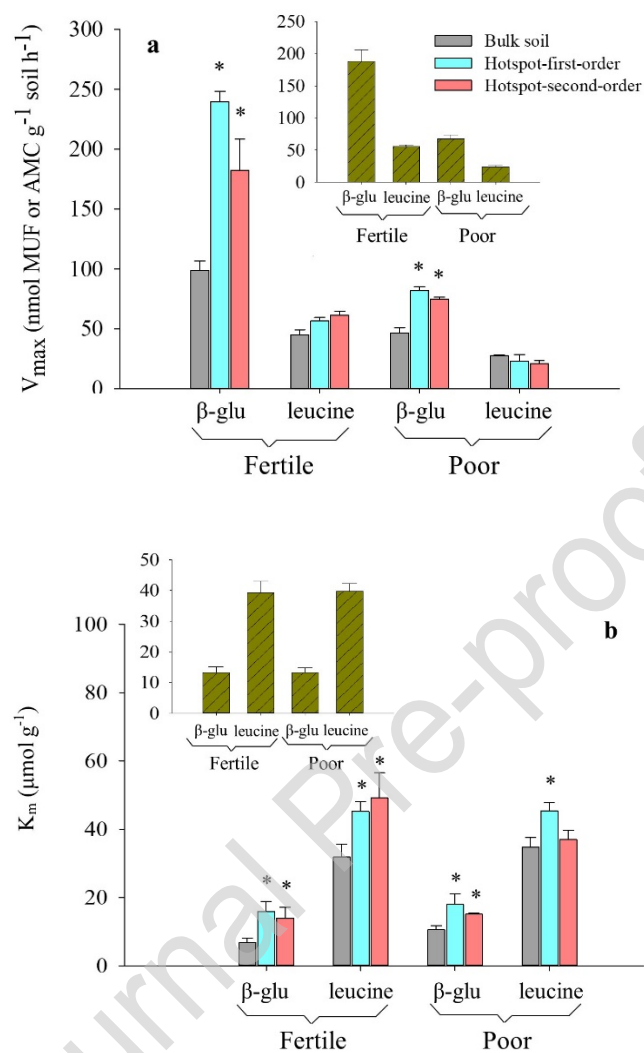 300
250
200
150
100
50
0
V_max (nmol MUF or AMC g⁻¹ soil h⁻¹)
a
250
200
150
100
50
0
β-glu leucine β-glu leucine
Fertile Poor
Bulk soil
Hotspot-first-order
Hotspot-second-order
* * * *
β-glu leucine β-glu leucine
Fertile Poor
100
80
60
40
20
0
K_m (μmol g⁻¹)
b
50
40
30
20
10
0
β-glu leucine β-glu leucine
Fertile Poor
* * * * * * *
β-glu leucine β-glu leucine
Fertile Poor
urnal Pre-proof